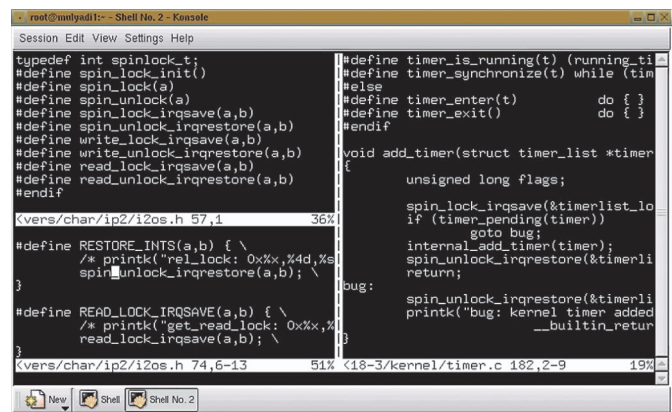 root@mulyadi1:~ - Shell No. 2 - Konsole
Session Edit View Settings Help
typedef int spinlock_t;
#define spin_lock_init()
#define spin_lock(a)
#define spin_unlock(a)
#define spin_lock_irqsave(a,b)
#define spin_unlock_irqrestore(a,b)
#define write_lock_irqsave(a,b)
#define write_unlock_irqrestore(a,b)
#define read_lock_irqsave(a,b)
#define read_unlock_irqrestore(a,b)
#endif
<vers/char/ip2/i2os.h 57,1 36%
#define RESTORE_INTS(a,b) { \
/* printk("rel_lock: 0x%x,%4d,%s
spin_unlock_irqrestore(a,b); \
}
#define READ_LOCK_IRQSAVE(a,b) { \
/* printk("get_read_lock: 0x%x,%
read_lock_irqsave(a,b); \
}
<vers/char/ip2/i2os.h 74,6-13 51%
#define timer_is_running(t) (running_ti
#define timer_synchronize(t) while (tim
#else
#define timer_enter(t) do { }
#define timer_exit() do { }
#endif
void add_timer(struct timer_list *timer
{
unsigned long flags;
spin_lock_irqsave(&timerlist_lo
if (timer_pending(timer))
goto bug;
internal_add_timer(timer);
spin_unlock_irqrestore(&timerli
return;
bug:
spin_unlock_irqrestore(&timerli
printk("bug: kernel timer added
__builtin_retur
}
<18-3/kernel/timer.c 182,2-9 19%
New Shell Shell No. 2